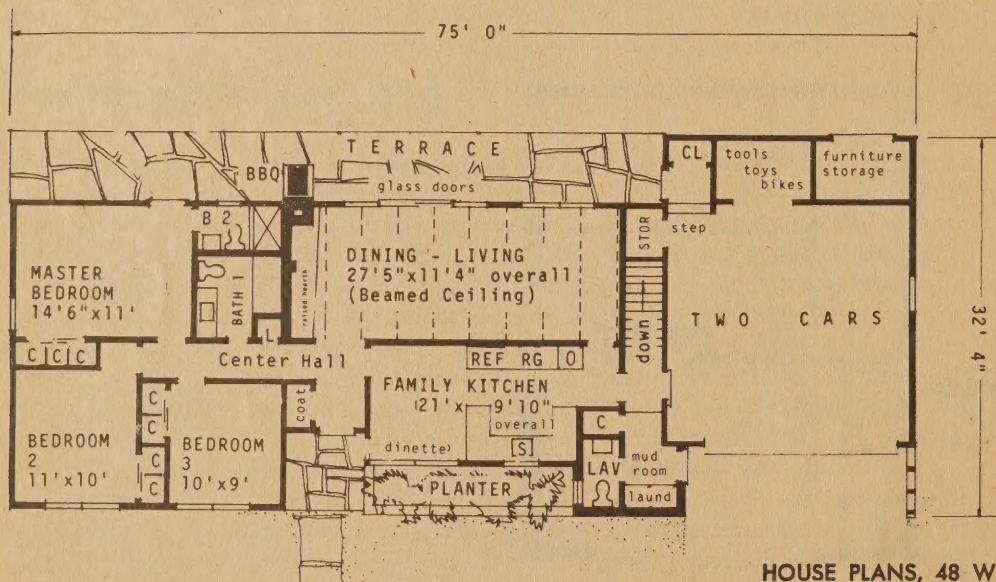 75' 0"
TERRACE
BBQ
glass doors
CL
tools
toys
bikes
furniture
storage
B 2
STOR
step
MASTER
BEDROOM
14'6"x11'
BATH 1
raised hearth
DINING - LIVING
27'5"x11'4" overall
(Beamed Ceiling)
TWO CARS
32' 4"
L
down
C C C
Center Hall
REF RG O
FAMILY KITCHEN
21'x 9'10"
overall
coat
C
C
C
C
BEDROOM
2
11'x10'
BEDROOM
3
10'x9'
dinette
S
C
LAV
mud
room
laund
PLANTER
HOUSE PLANS, 48 W